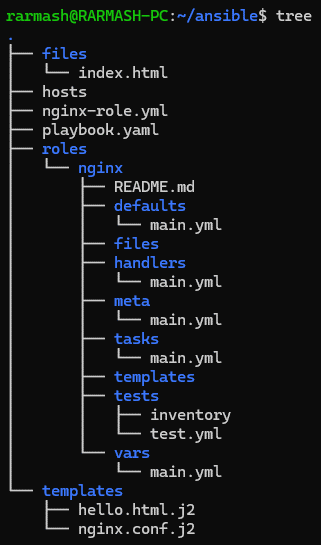 rarmash@RARMASH-PC:~/ansible$ tree
.
├── files
│   └── index.html
├── hosts
├── nginx-role.yml
├── playbook.yaml
├── roles
│   └── nginx
│       ├── README.md
│       ├── defaults
│       │   └── main.yml
│       ├── files
│       ├── handlers
│       │   └── main.yml
│       ├── meta
│       │   └── main.yml
│       ├── tasks
│       │   └── main.yml
│       ├── templates
│       ├── tests
│       │   ├── inventory
│       │   └── test.yml
│       └── vars
│           └── main.yml
└── templates
    ├── hello.html.j2
    └── nginx.conf.j2